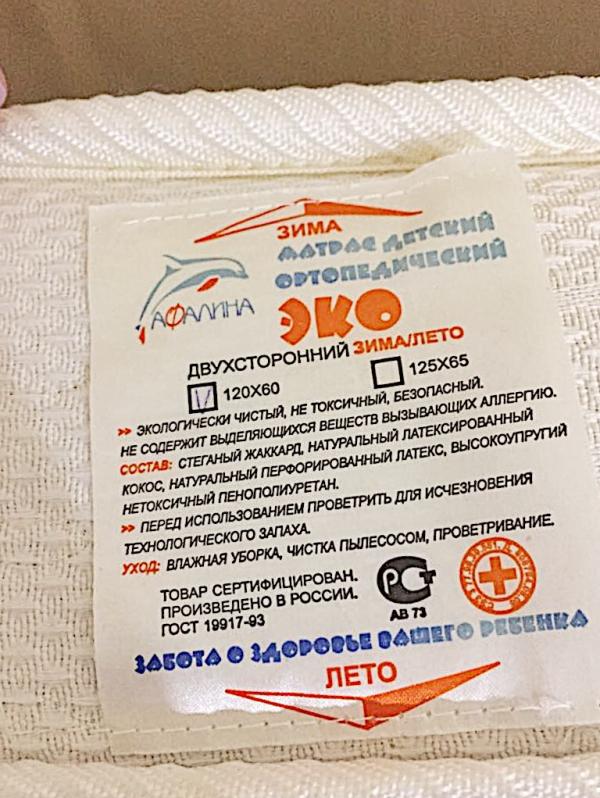 ЗИМА
МАТРАС ДЕТСКИЙ
ОРТОПЕДИЧЕСКИЙ
АФАЛИНА
ЭКО
ДВУХСТОРОННИЙ ЗИМА/ЛЕТО
120Х60 125Х65
>> ЭКОЛОГИЧЕСКИ ЧИСТЫЙ, НЕ ТОКСИЧНЫЙ, БЕЗОПАСНЫЙ.
НЕ СОДЕРЖИТ ВЫДЕЛЯЮЩИХСЯ ВЕЩЕСТВ ВЫЗЫВАЮЩИХ АЛЛЕРГИЮ.
СОСТАВ: СТЕГАНЫЙ ЖАККАРД, НАТУРАЛЬНЫЙ ЛАТЕКСИРОВАННЫЙ
КОКОС, НАТУРАЛЬНЫЙ ПЕРФОРИРОВАННЫЙ ЛАТЕКС, ВЫСОКОУПРУГИЙ
НЕТОКСИЧНЫЙ ПЕНОПОЛИУРЕТАН.
>> ПЕРЕД ИСПОЛЬЗОВАНИЕМ ПРОВЕТРИТЬ ДЛЯ ИСЧЕЗНОВЕНИЯ
ТЕХНОЛОГИЧЕСКОГО ЗАПАХА.
УХОД: ВЛАЖНАЯ УБОРКА, ЧИСТКА ПЫЛЕСОСОМ, ПРОВЕТРИВАНИЕ.
ТОВАР СЕРТИФИЦИРОВАН.
ПРОИЗВЕДЕНО В РОССИИ.
ГОСТ 19917-93
РСТ
АВ 73
ЗАБОТА О ЗДОРОВЬЕ ВАШЕГО РЕБЕНКА
ЛЕТО